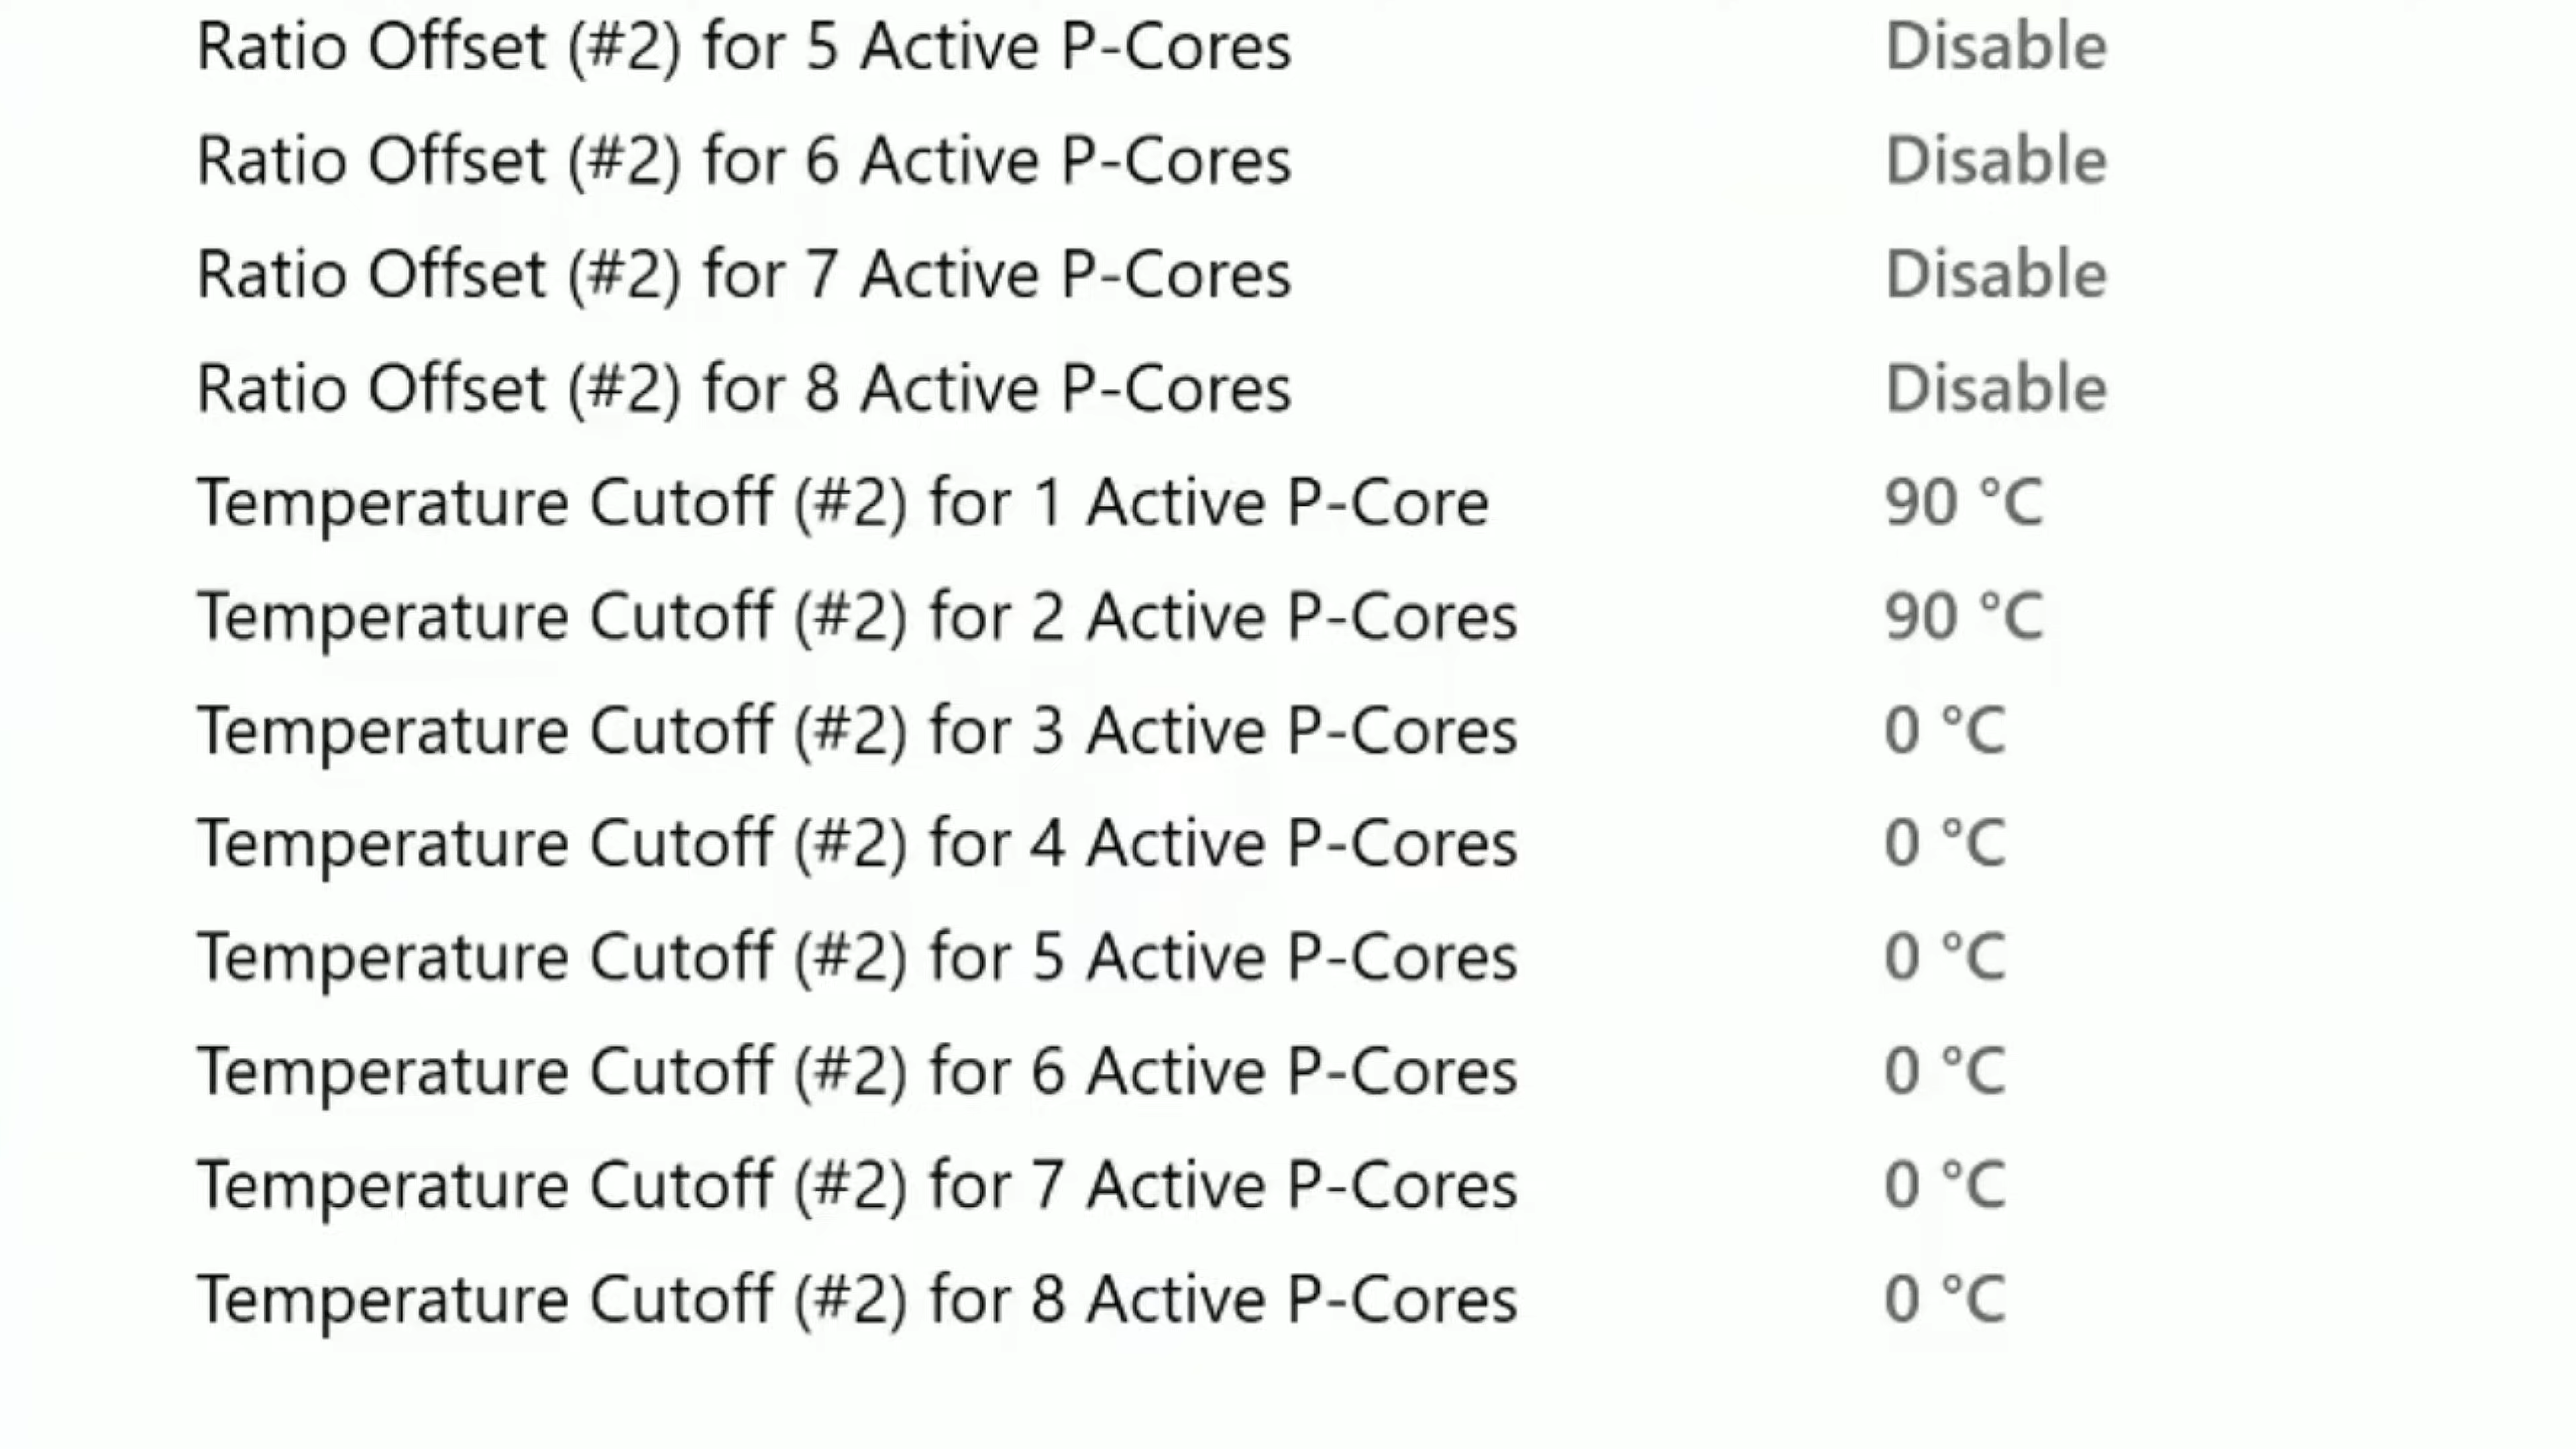 Ratio Offset (#2) for 5 Active P-Cores Disable
Ratio Offset (#2) for 6 Active P-Cores Disable
Ratio Offset (#2) for 7 Active P-Cores Disable
Ratio Offset (#2) for 8 Active P-Cores Disable
Temperature Cutoff (#2) for 1 Active P-Core 90 °C
Temperature Cutoff (#2) for 2 Active P-Cores 90 °C
Temperature Cutoff (#2) for 3 Active P-Cores 0 °C
Temperature Cutoff (#2) for 4 Active P-Cores 0 °C
Temperature Cutoff (#2) for 5 Active P-Cores 0 °C
Temperature Cutoff (#2) for 6 Active P-Cores 0 °C
Temperature Cutoff (#2) for 7 Active P-Cores 0 °C
Temperature Cutoff (#2) for 8 Active P-Cores 0 °C